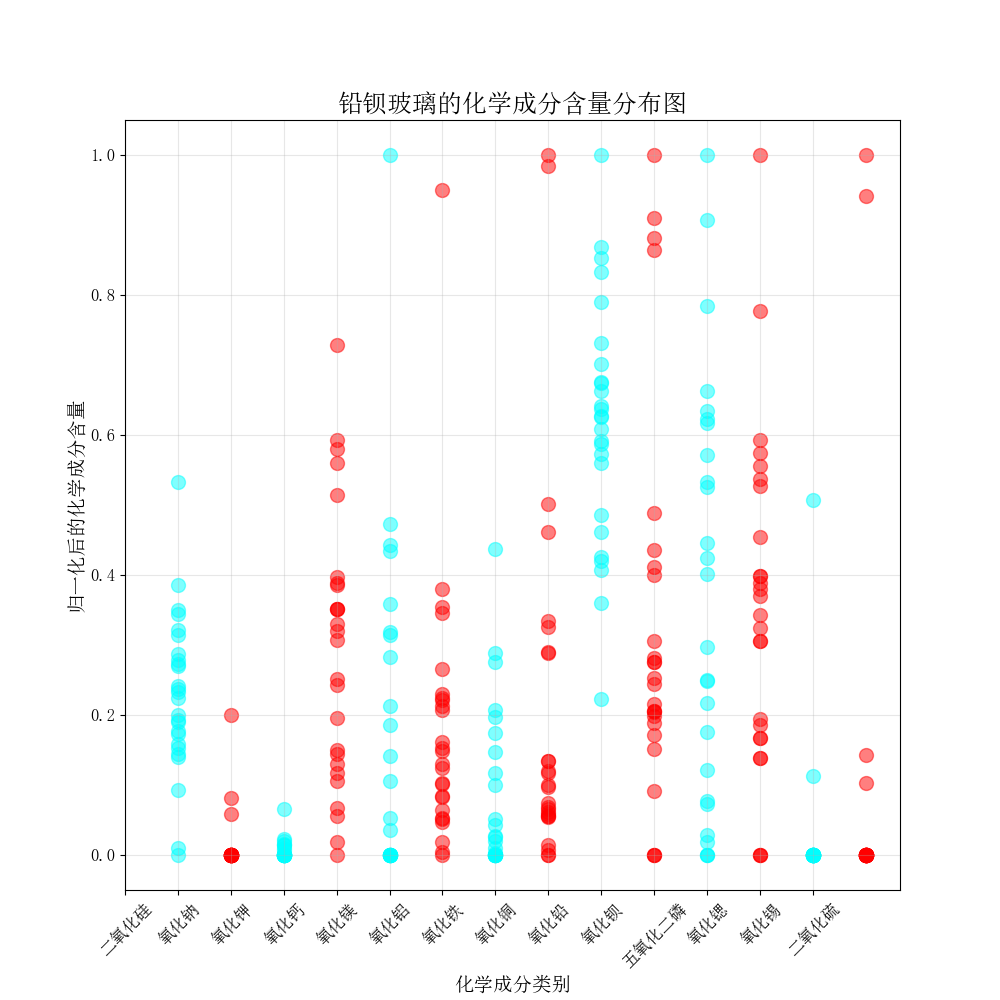 铅钡玻璃的化学成分含量分布图
归一化后的化学成分含量
1.0
0.8
0.6
0.4
0.2
0.0
二氧化硅
氧化钠
氧化钾
氧化钙
氧化镁
氧化铝
氧化铁
氧化铜
氧化铅
氧化钡
五氧化二磷
氧化锶
氧化锡
二氧化硫
化学成分类别